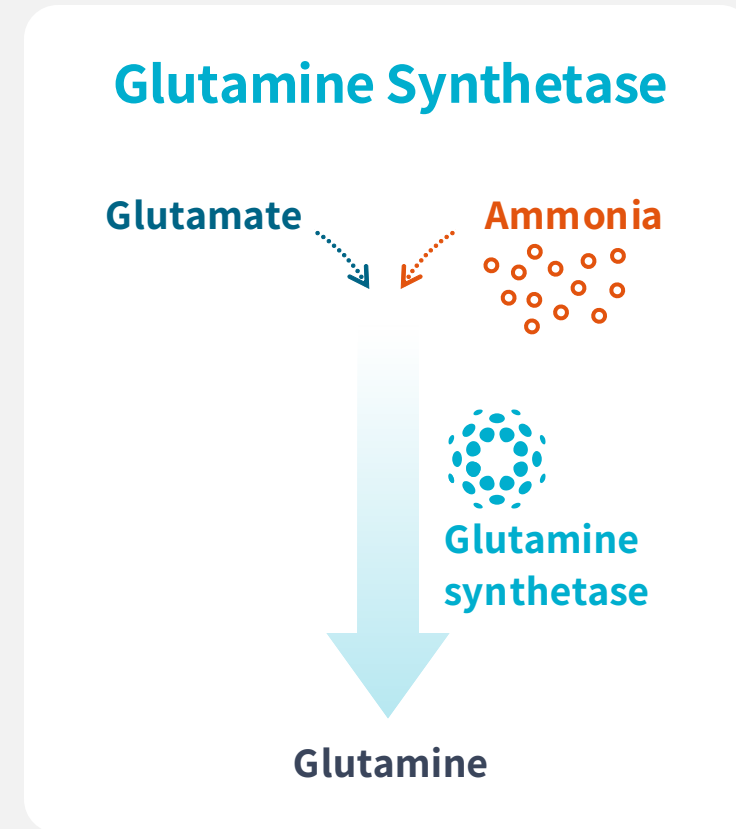 Glutamine Synthetase
Glutamate
Ammonia
Glutamine
synthetase
Glutamine